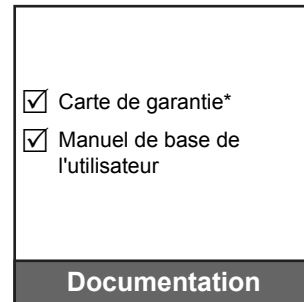 Carte de garantie*
Manuel de base de
l'utilisateur
Documentation